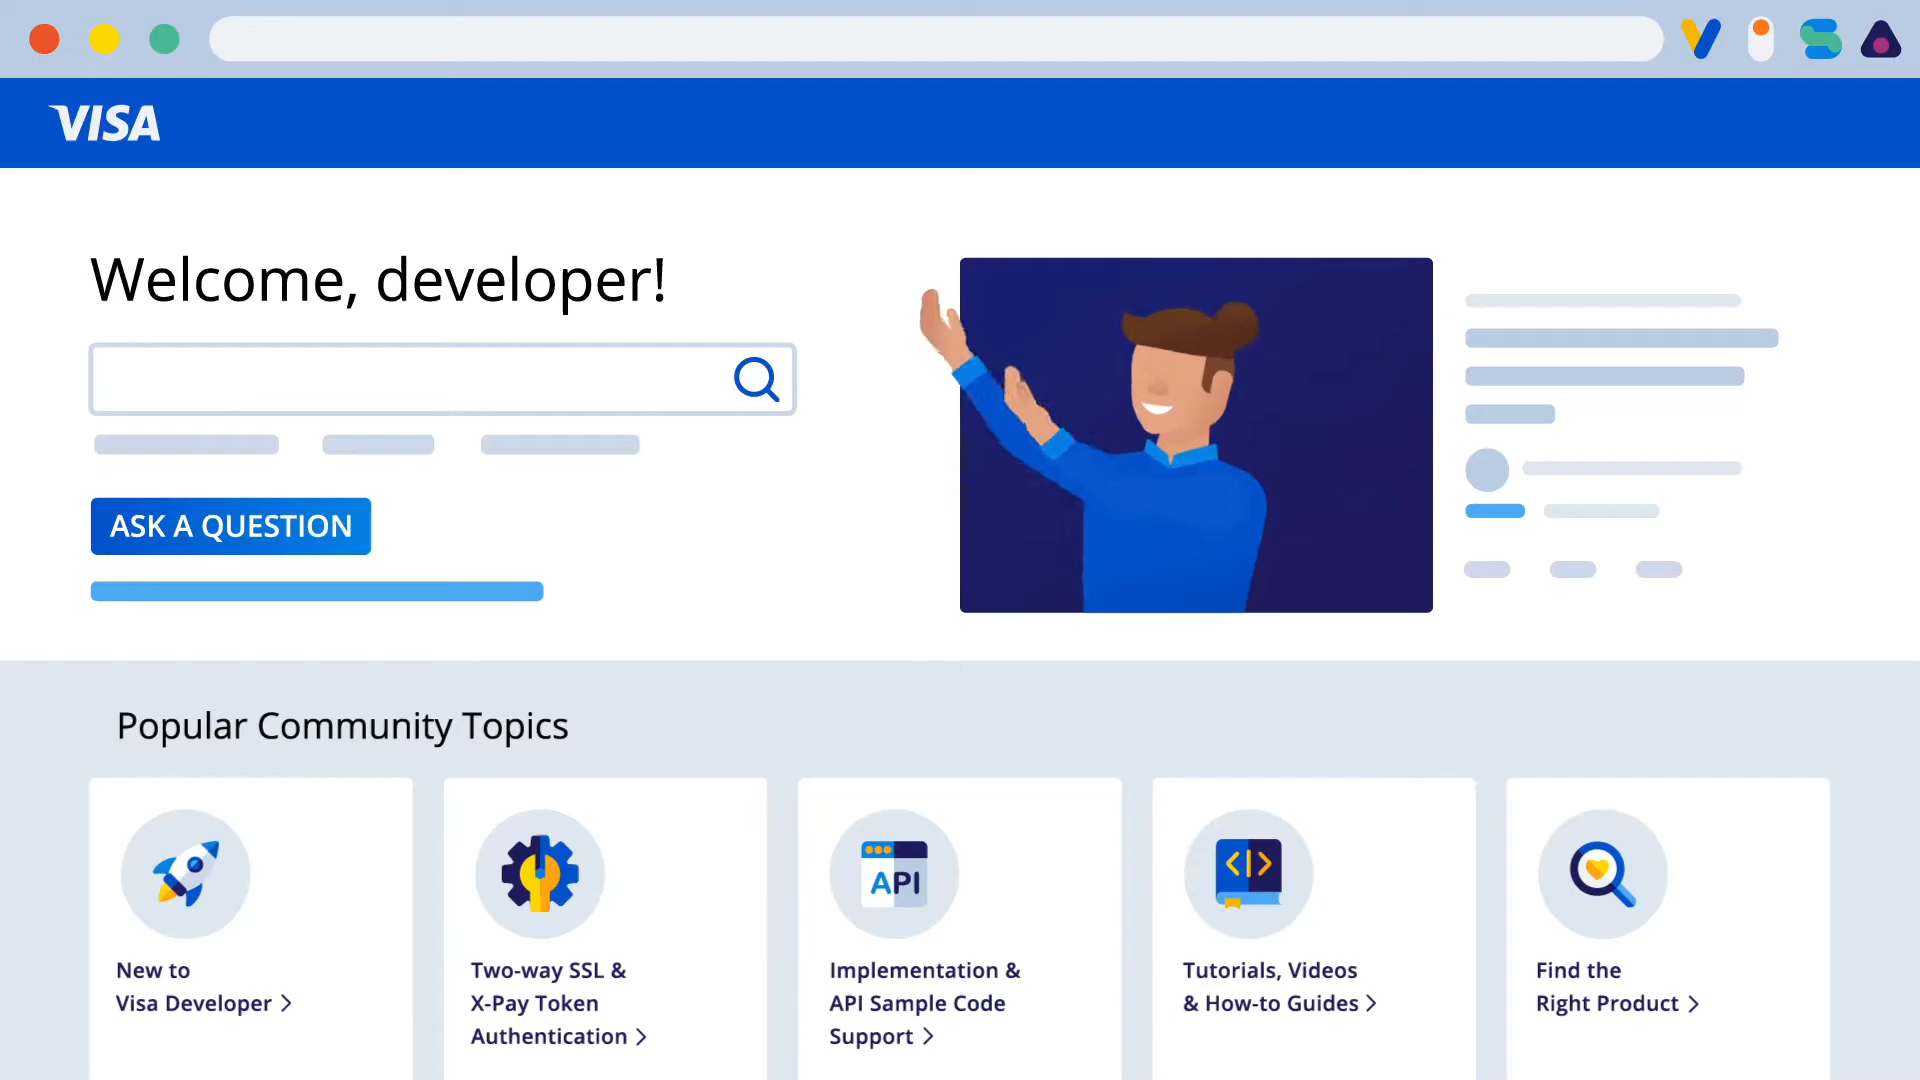 VISA
Welcome, developer!
ASK A QUESTION
Popular Community Topics
New to
Visa Developer >
Two-way SSL &
X-Pay Token
Authentication >
API
Implementation &
API Sample Code
Support >
Tutorials, Videos
& How-to Guides >
Find the
Right Product >